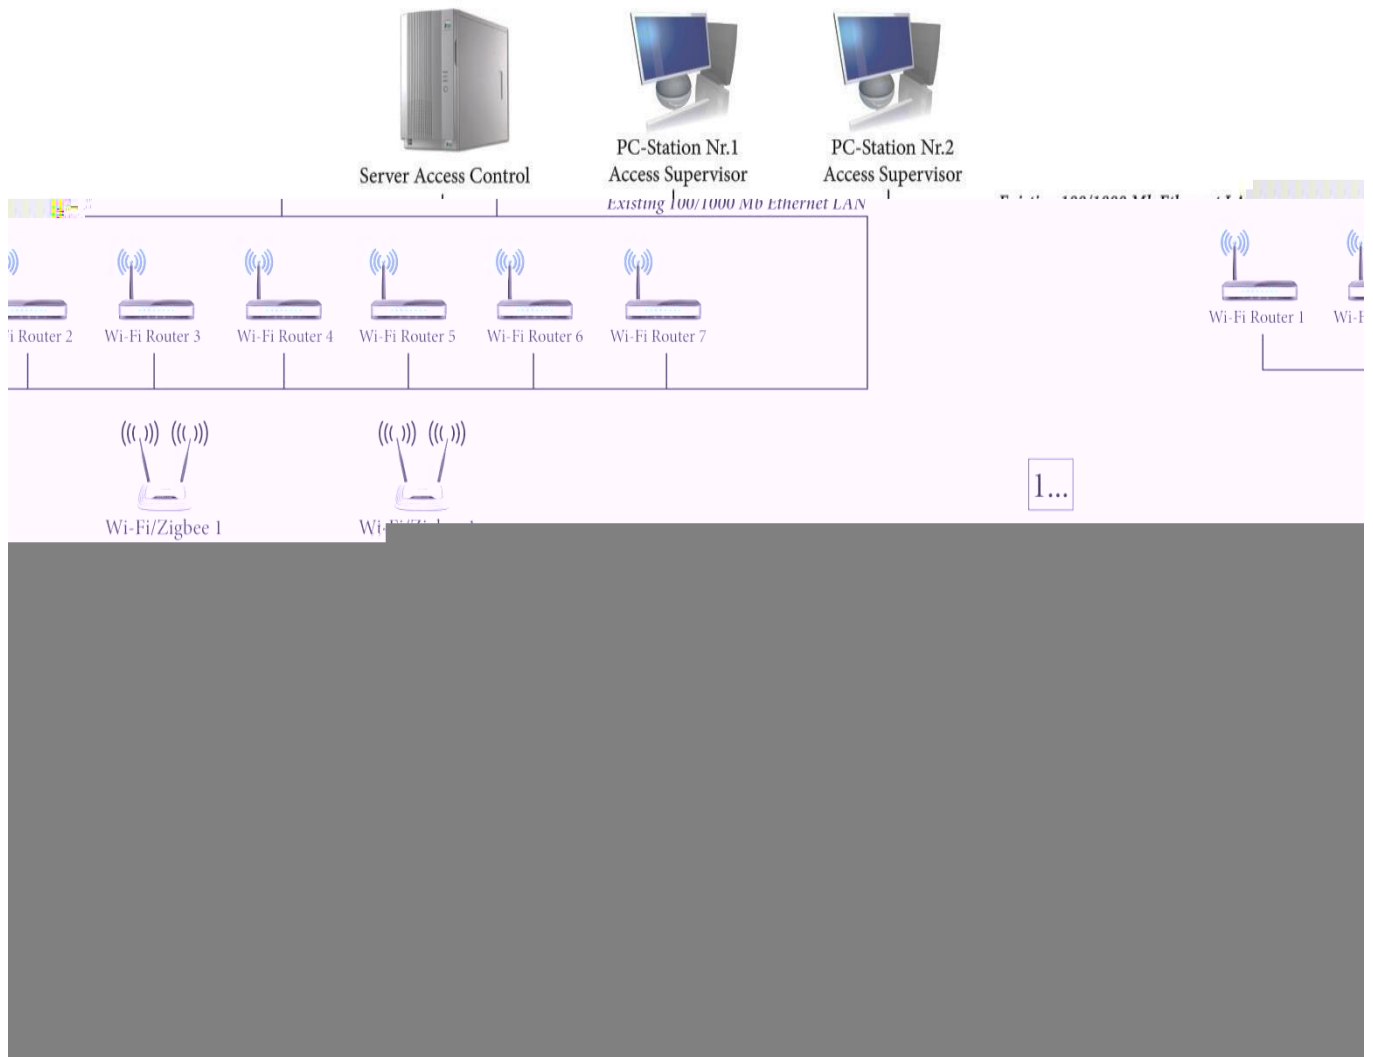 Server Access Control
PC-Station Nr.1
Access Supervisor
PC-Station Nr.2
Access Supervisor
Existing 100/1000 Mb Ethernet LAN
Router 2
Wi-Fi Router 3
Wi-Fi Router 4
Wi-Fi Router 5
Wi-Fi Router 6
Wi-Fi Router 7
Wi-Fi Router 1
Wi-Fi/Zigbee 1
1...